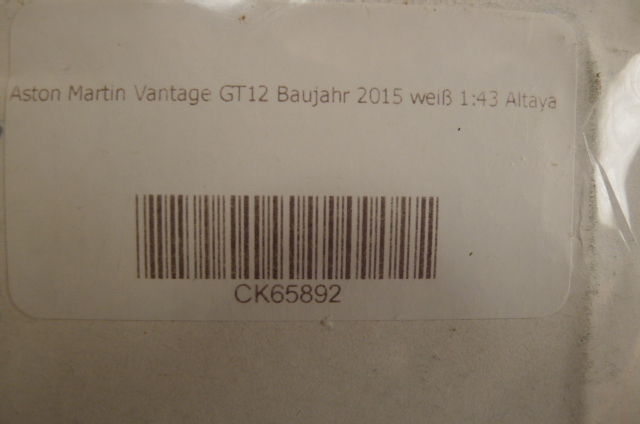 Aston Martin Vantage GT12 Baujahr 2015 weiß 1:43 Altaya
CK65892